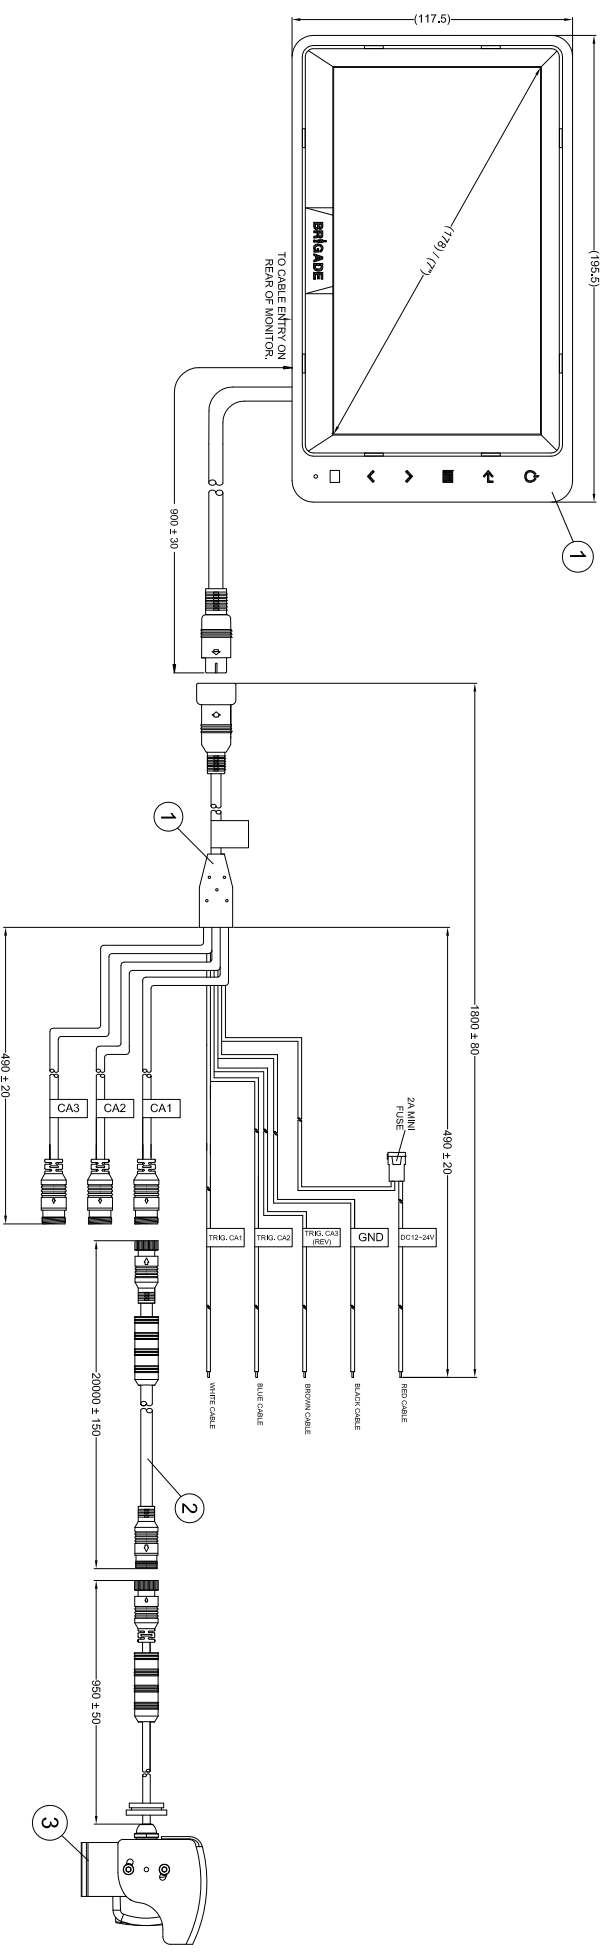 (117.5)
(195.5)
(178) / (7")
BRIGADE
TO CABLE ENTRY ON
REAR OF MONITOR.
1
900 ± 30
1
1800 ± 80
490 ± 20
490 ± 20
2A MINI
FUSE
CA3
CA2
CA1
TRIG. CA1
TRIG. CA2
TRIG. CA3
(REV)
GND
DC12~24V
WHITE CABLE
BLUE CABLE
BROWN CABLE
BLACK CABLE
RED CABLE
20000 ± 150
2
950 ± 50
3